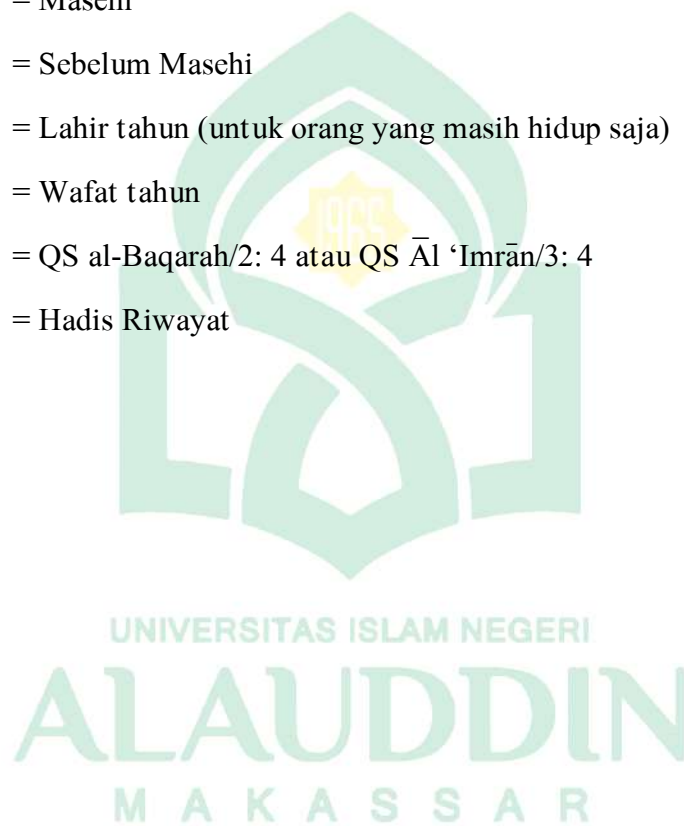 = Masehi
= Sebelum Masehi
= Lahir tahun (untuk orang yang masih hidup saja)
= Wafat tahun
1965
= QS al-Baqarah/2: 4 atau QS Āl ‘Imrān/3: 4
= Hadis Riwayat
UNIVERSITAS ISLAM NEGERI
ALAUDDIN
MAKASSAR